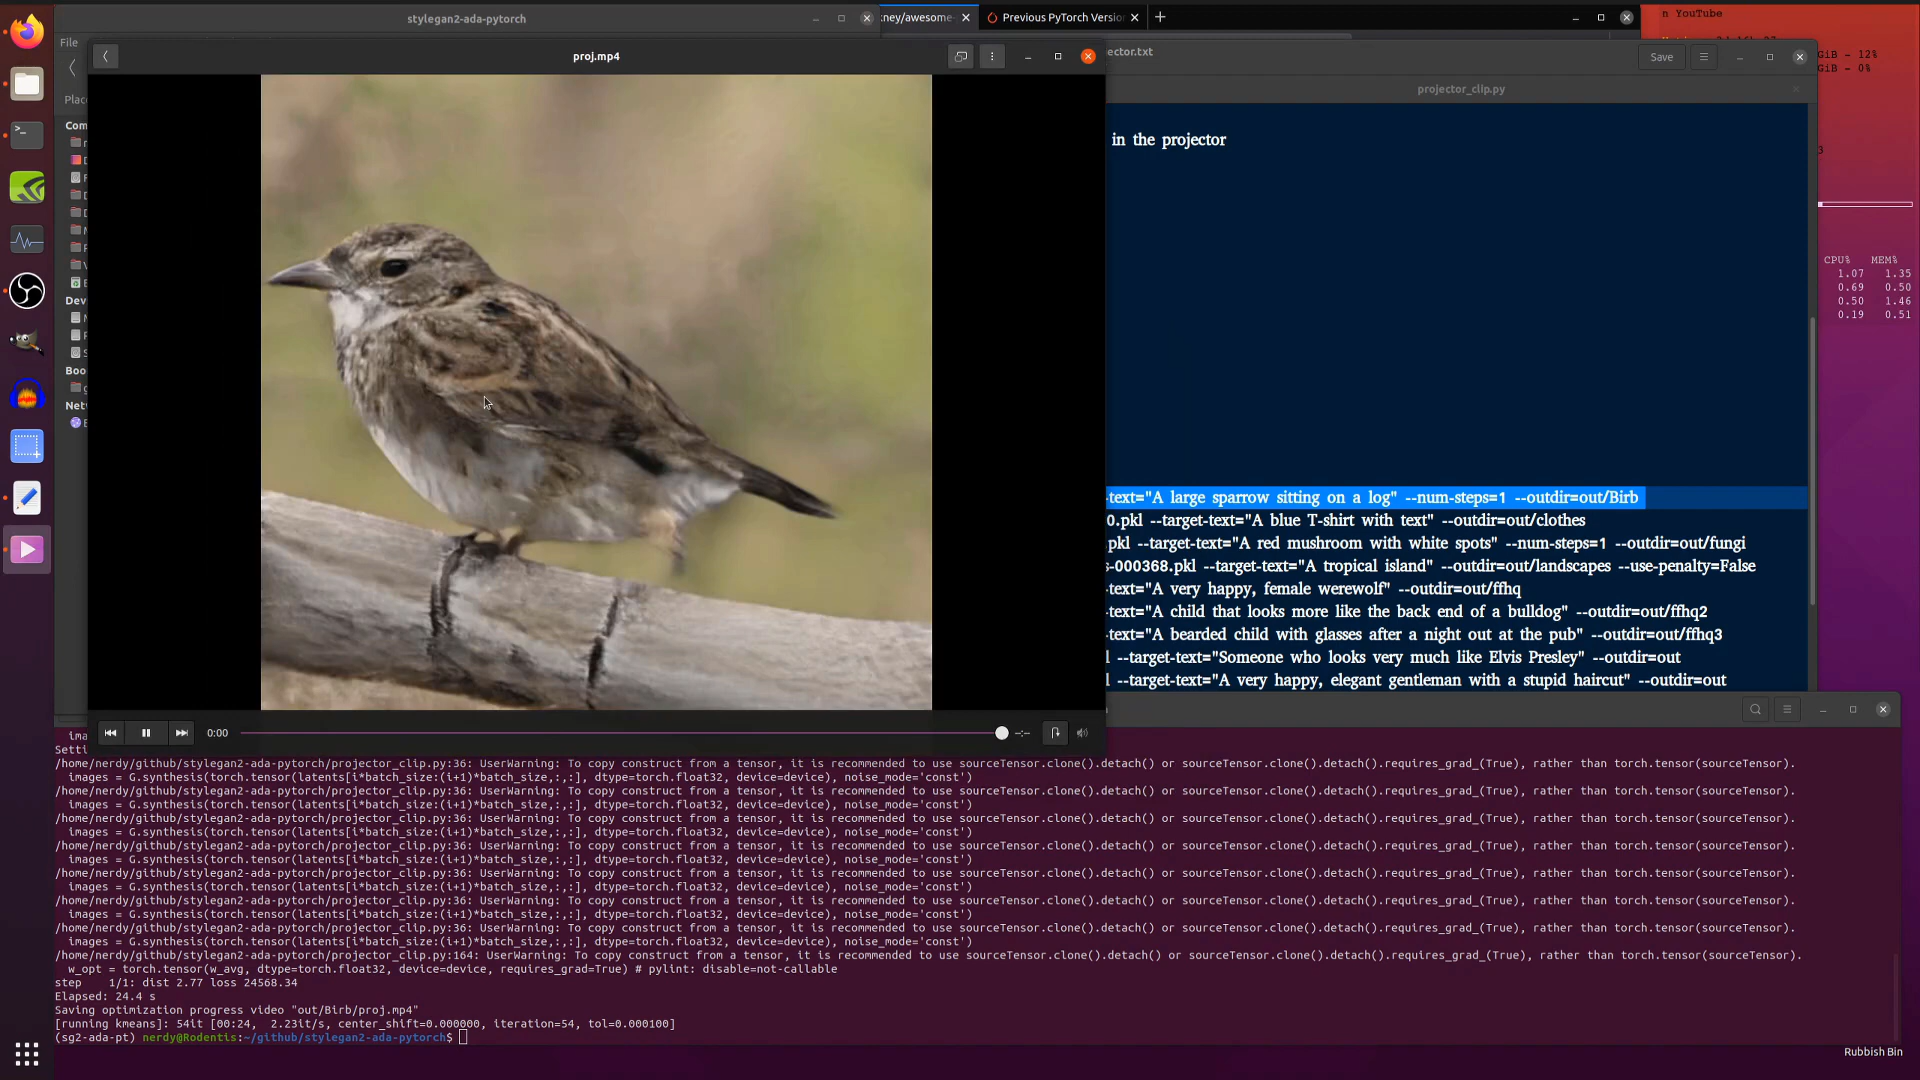 stylegan2-ada-pytorch
ney/awesome-
Previous PyTorch Versio
n YouTube
File
proj.mp4
ector.txt
Save
GiB - 12%
GiB - 0%
projector_clip.py
Plac
Com
in the projector
CPU% MEM%
1.07 1.35
0.69 0.50
0.50 1.46
0.19 0.51
Dev
Boo
Net
-text="A large sparrow sitting on a log" --num-steps=1 --outdir=out/Birb
0.pkl --target-text="A blue T-shirt with text" --outdir=out/clothes
pkl --target-text="A red mushroom with white spots" --num-steps=1 --outdir=out/fungi
s-000368.pkl --target-text="A tropical island" --outdir=out/landscapes --use-penalty=False
-text="A very happy, female werewolf" --outdir=out/ffhq
-text="A child that looks more like the back end of a bulldog" --outdir=out/ffhq2
-text="A bearded child with glasses after a night out at the pub" --outdir=out/ffhq3
l --target-text="Someone who looks very much like Elvis Presley" --outdir=out
l --target-text="A very happy, elegant gentleman with a stupid haircut" --outdir=out
0:00
-:-
ima
Setti
/home/nerdy/github/stylegan2-ada-pytorch/projector_clip.py:36: UserWarning: To copy construct from a tensor, it is recommended to use sourceTensor.clone().detach() or sourceTensor.clone().detach().requires_grad_(True), rather than torch.tensor(sourceTensor).
images = G.synthesis(torch.tensor(latents[i*batch_size:(i+1)*batch_size,:,:], dtype=torch.float32, device=device), noise_mode='const')
/home/nerdy/github/stylegan2-ada-pytorch/projector_clip.py:36: UserWarning: To copy construct from a tensor, it is recommended to use sourceTensor.clone().detach() or sourceTensor.clone().detach().requires_grad_(True), rather than torch.tensor(sourceTensor).
images = G.synthesis(torch.tensor(latents[i*batch_size:(i+1)*batch_size,:,:], dtype=torch.float32, device=device), noise_mode='const')
/home/nerdy/github/stylegan2-ada-pytorch/projector_clip.py:36: UserWarning: To copy construct from a tensor, it is recommended to use sourceTensor.clone().detach() or sourceTensor.clone().detach().requires_grad_(True), rather than torch.tensor(sourceTensor).
images = G.synthesis(torch.tensor(latents[i*batch_size:(i+1)*batch_size,:,:], dtype=torch.float32, device=device), noise_mode='const')
/home/nerdy/github/stylegan2-ada-pytorch/projector_clip.py:36: UserWarning: To copy construct from a tensor, it is recommended to use sourceTensor.clone().detach() or sourceTensor.clone().detach().requires_grad_(True), rather than torch.tensor(sourceTensor).
images = G.synthesis(torch.tensor(latents[i*batch_size:(i+1)*batch_size,:,:], dtype=torch.float32, device=device), noise_mode='const')
/home/nerdy/github/stylegan2-ada-pytorch/projector_clip.py:36: UserWarning: To copy construct from a tensor, it is recommended to use sourceTensor.clone().detach() or sourceTensor.clone().detach().requires_grad_(True), rather than torch.tensor(sourceTensor).
images = G.synthesis(torch.tensor(latents[i*batch_size:(i+1)*batch_size,:,:], dtype=torch.float32, device=device), noise_mode='const')
/home/nerdy/github/stylegan2-ada-pytorch/projector_clip.py:36: UserWarning: To copy construct from a tensor, it is recommended to use sourceTensor.clone().detach() or sourceTensor.clone().detach().requires_grad_(True), rather than torch.tensor(sourceTensor).
images = G.synthesis(torch.tensor(latents[i*batch_size:(i+1)*batch_size,:,:], dtype=torch.float32, device=device), noise_mode='const')
/home/nerdy/github/stylegan2-ada-pytorch/projector_clip.py:36: UserWarning: To copy construct from a tensor, it is recommended to use sourceTensor.clone().detach() or sourceTensor.clone().detach().requires_grad_(True), rather than torch.tensor(sourceTensor).
images = G.synthesis(torch.tensor(latents[i*batch_size:(i+1)*batch_size,:,:], dtype=torch.float32, device=device), noise_mode='const')
/home/nerdy/github/stylegan2-ada-pytorch/projector_clip.py:164: UserWarning: To copy construct from a tensor, it is recommended to use sourceTensor.clone().detach() or sourceTensor.clone().detach().requires_grad_(True), rather than torch.tensor(sourceTensor).
w_opt = torch.tensor(w_avg, dtype=torch.float32, device=device, requires_grad=True) # pylint: disable=not-callable
step 1/1: dist 2.77 loss 24568.34
Elapsed: 24.4 s
Saving optimization progress video "out/Birb/proj.mp4"
[running kmeans]: 54it [00:24, 2.23it/s, center_shift=0.000000, iteration=54, tol=0.000100]
(sg2-ada-pt) nerdy@Rodentis:~/github/stylegan2-ada-pytorch$
Rubbish Bin